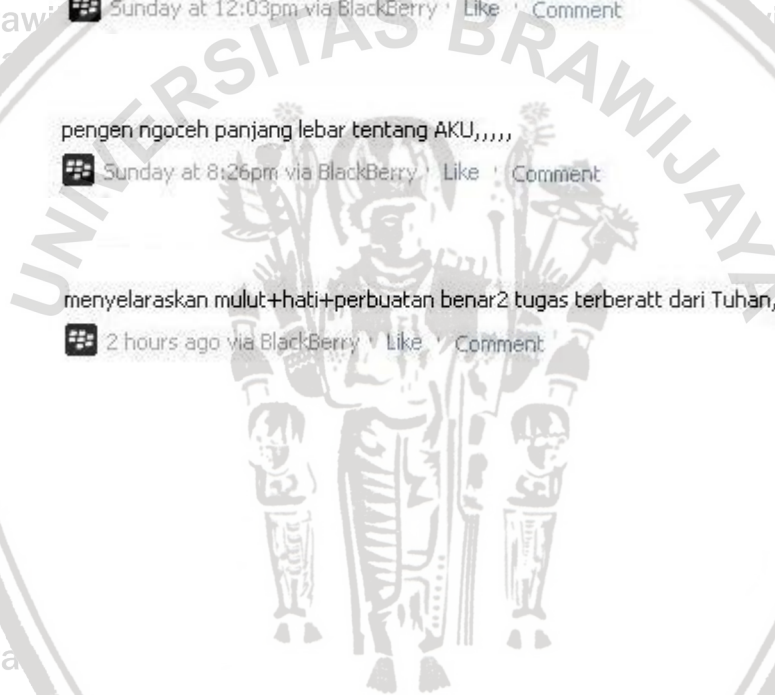 Sunday at 12:03pm via BlackBerry · Like · Comment
UNIVERSITAS BRAWIJAYA
pengen ngoceh panjang lebar tentang AKU,,,,,
Sunday at 8:26pm via BlackBerry · Like · Comment
menyelaraskan mulut+hati+perbuatan benar2 tugas terberatt dari Tuhan,
2 hours ago via BlackBerry · Like · Comment